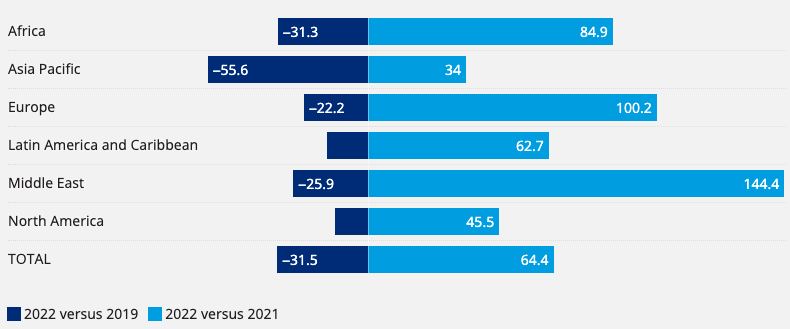 Africa –31.3 84.9
Asia Pacific –55.6 34
Europe –22.2 100.2
Latin America and Caribbean 62.7
Middle East –25.9 144.4
North America 45.5
TOTAL –31.5 64.4
2022 versus 2019 2022 versus 2021